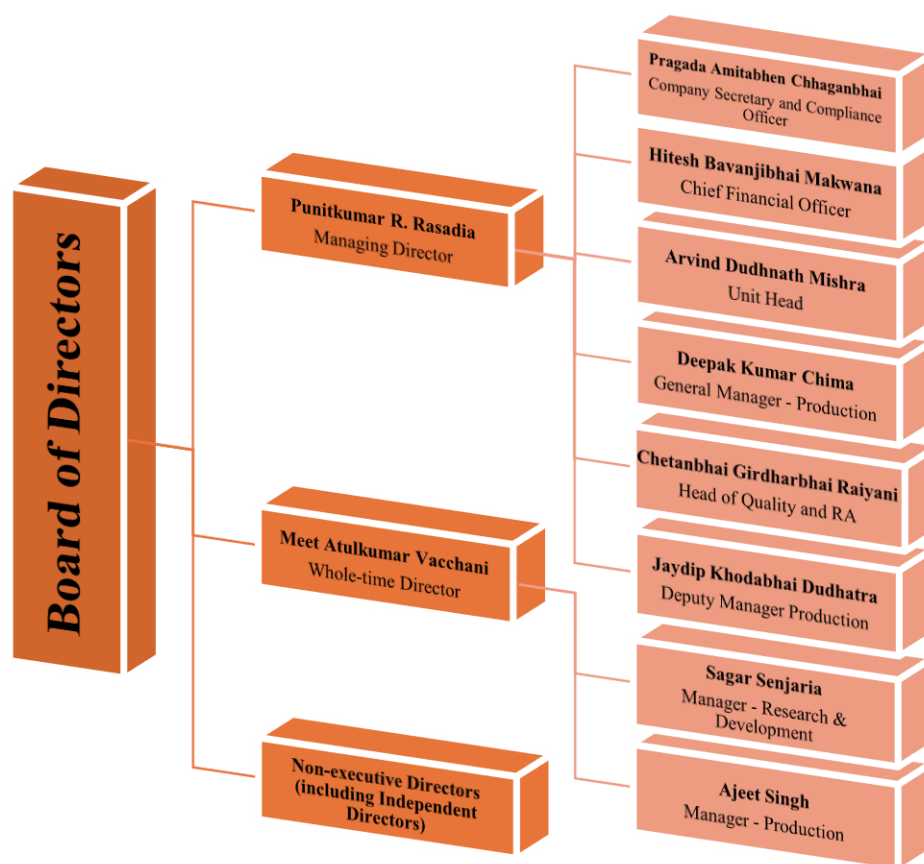 Board of Directors
Punitkumar R. Rasadia
Managing Director
Meet Atulkumar Vacchani
Whole-time Director
Non-executive Directors
(including Independent
Directors)
Pragada Amitabhen Chhaganbhai
Company Secretary and Compliance
Officer
Hitesh Bavanjibhai Makwana
Chief Financial Officer
Arvind Dudhnath Mishra
Unit Head
Deepak Kumar Chima
General Manager - Production
Chetanbhai Girdharbhai Raiyani
Head of Quality and RA
Jaydip Khodabhai Dudhatra
Deputy Manager Production
Sagar Senjaria
Manager - Research &
Development
Ajeet Singh
Manager - Production